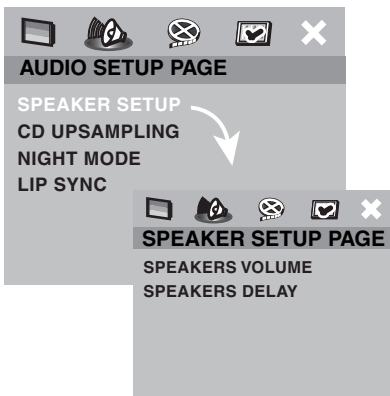 AUDIO SETUP PAGE
SPEAKER SETUP
CD UPSAMPLING
NIGHT MODE
LIP SYNC
SPEAKER SETUP PAGE
SPEAKERS VOLUME
SPEAKERS DELAY